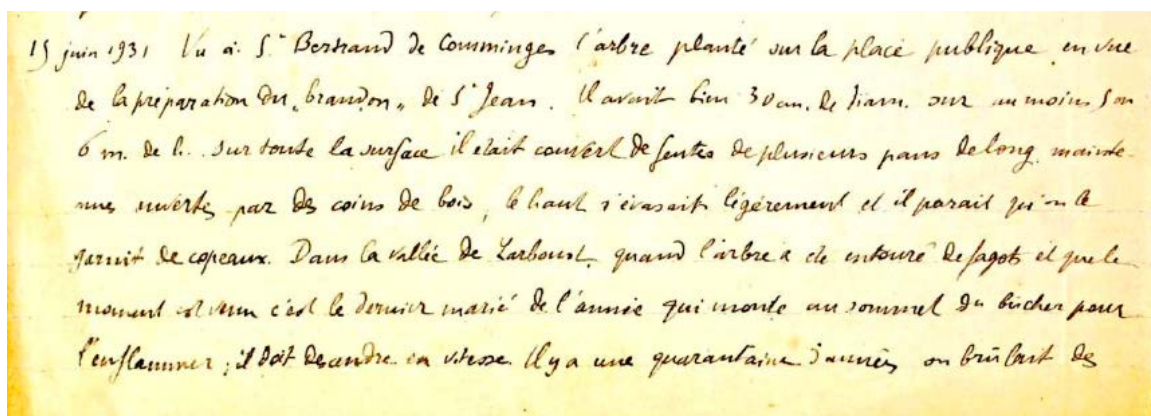 15 juin 1931 Vu à St Bertrand de Comminges l'arbre planté sur la place publique en vue
de la préparation du „brandon„ de St Jean. Il avait bien 30 cm. de diam. sur au moins 5 ou
6 m. de h. sur toute la surface il était couvert de fentes de plusieurs pans de long mainte-
nues ouvertes par des coins de bois, le haut s'évasait légèrement et il parait qu'on le
garnit de copeaux. Dans la vallée de Larboust, quand l'arbre a été entouré de fagots et que le
moment est venu c'est le dernier marié de l'année qui monte au sommet du bûcher pour
l'enflammer ; il doit descendre en vitesse. Il y a une quarantaine d'années on brûlait des